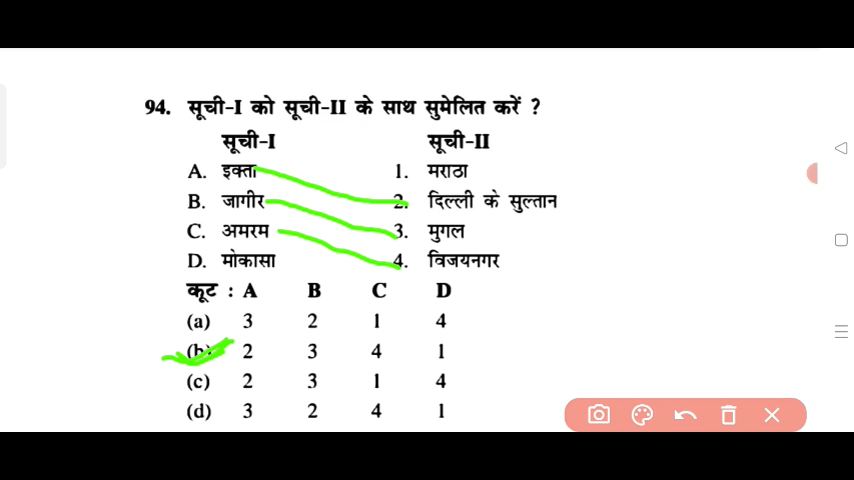 94. सूची-I को सूची-II के साथ सुमेलित करें ?
सूची-I सूची-II
A. इक्ता 1. मराठा
B. जागीर 2. दिल्ली के सुल्तान
C. अमरम 3. मुगल
D. मोकासा 4. विजयनगर
कूट : A B C D
(a) 3 2 1 4
(b) 2 3 4 1
(c) 2 3 1 4
(d) 3 2 4 1